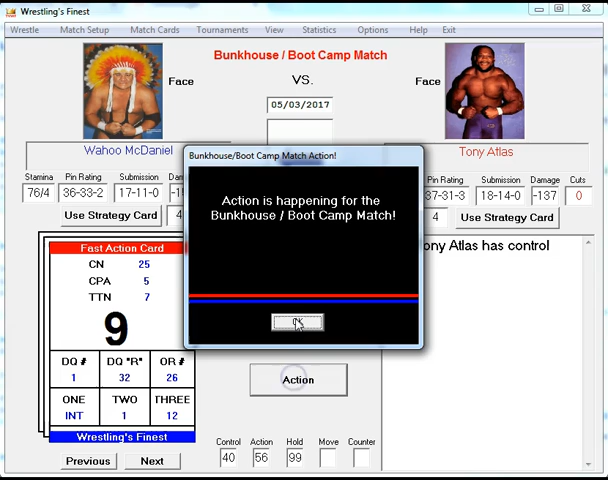 Wrestling's Finest
Wrestle Match Setup Match Cards Tournaments View Statistics Options Help Exit
Bunkhouse / Boot Camp Match
Face VS. Face
05/03/2017
Wahoo McDaniel
Tony Atlas
Stamina Pin Rating Submission Damage
76/4 36-33-2 17-11-0
Pin Rating Submission Damage Cuts
37-31-3 18-14-0 -137 0
Use Strategy Card 4
4 Use Strategy Card
Bunkhouse/Boot Camp Match Action!
Action is happening for the
Bunkhouse / Boot Camp Match!
OK
Tony Atlas has control
Fast Action Card
CN 25
CPA 5
TTN 7
9
DQ # DQ "R" OR #
1 32 26
ONE TWO THREE
INT 1 12
Wrestling's Finest
Previous Next
Action
Control Action Hold Move Counter
40 56 99